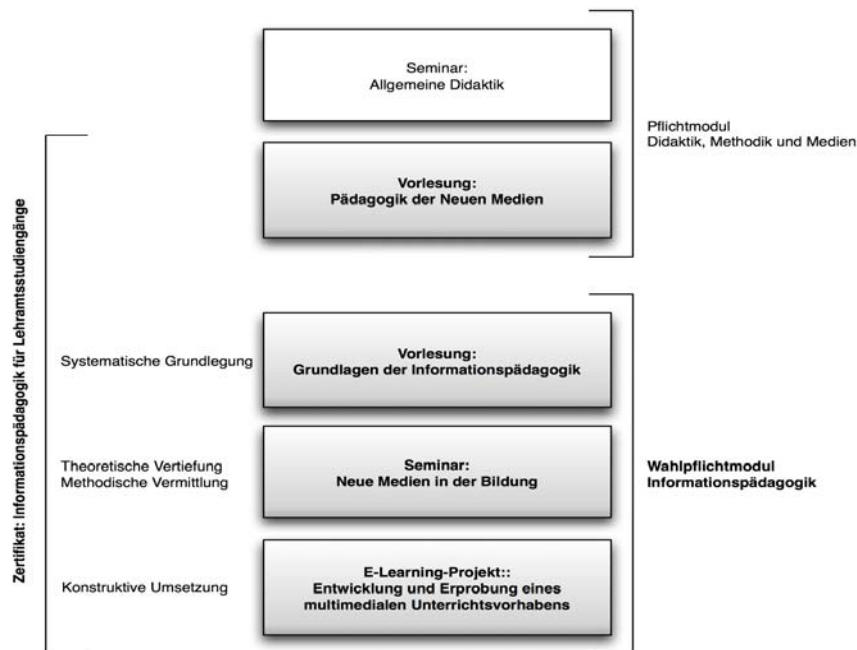 Seminar:
Allgemeine Didaktik
Pflichtmodul
Didaktik, Methodik und Medien
Vorlesung:
Pädagogik der Neuen Medien
Zertifikat: Informationspädagogik für Lehramtsstudiengänge
Systematische Grundlegung
Vorlesung:
Grundlagen der Informationspädagogik
Theoretische Vertiefung
Methodische Vermittlung
Seminar:
Neue Medien in der Bildung
Wahlpflichtmodul
Informationspädagogik
Konstruktive Umsetzung
E-Learning-Projekt::
Entwicklung und Erprobung eines
multimedialen Unterrichtsvorhabens